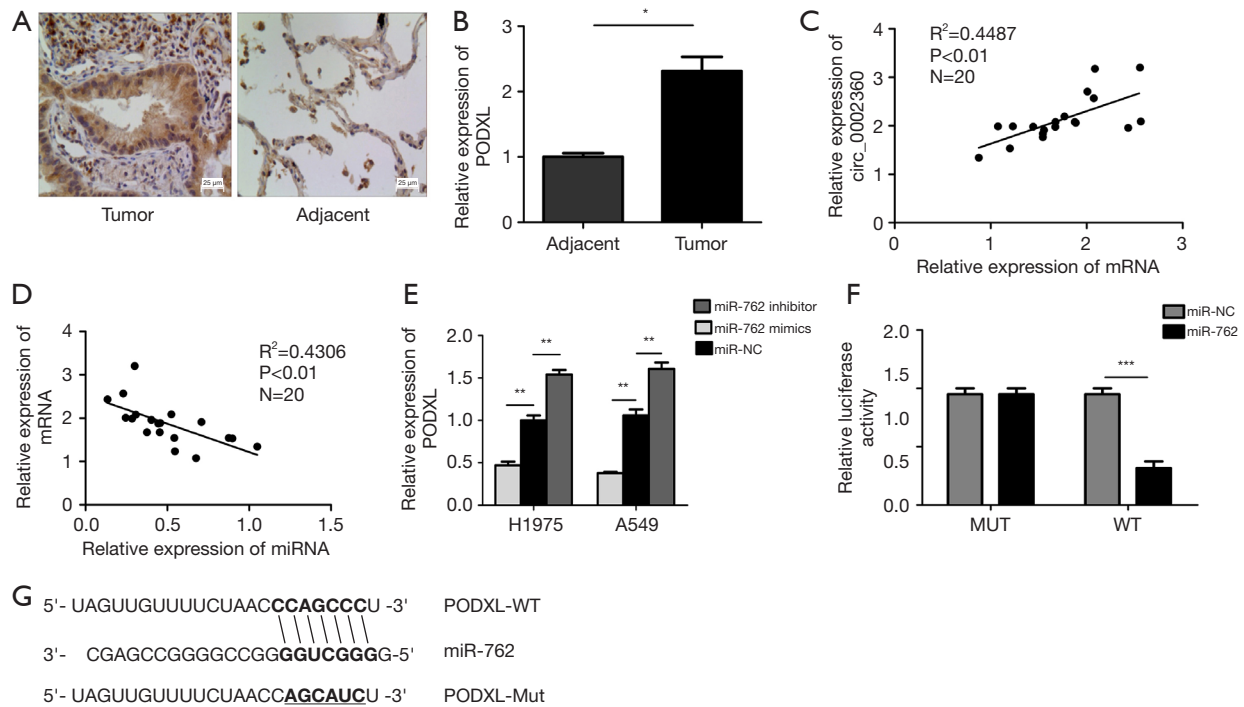 A
25 μm
25 μm
Tumor
Adjacent
B
Relative expression of
PODXL
3
2
1
0
*
Adjacent
Tumor
C
Relative expression of
circ_0002360
4
3
2
1
0
R²=0.4487
P<0.01
N=20
0
1
2
3
Relative expression of mRNA
D
Relative expression of
mRNA
4
3
2
1
0
R²=0.4306
P<0.01
N=20
0.0
0.5
1.0
1.5
Relative expression of miRNA
E
miR-762 inhibitor
miR-762 mimics
miR-NC
Relative expression of
PODXL
2.0
1.5
1.0
0.5
0.0
**
**
**
**
H1975
A549
F
miR-NC
miR-762
Relative luciferase
activity
2.0
1.5
1.0
0.5
0.0
***
MUT
WT
G
5'- UAGUUGUUUUCUAACCCAGCCCU -3' PODXL-WT
3'- CGAGCCGGGGCCGGGGUCGGGG-5' miR-762
5'- UAGUUGUUUUCUAACCAGCAUCU -3' PODXL-Mut